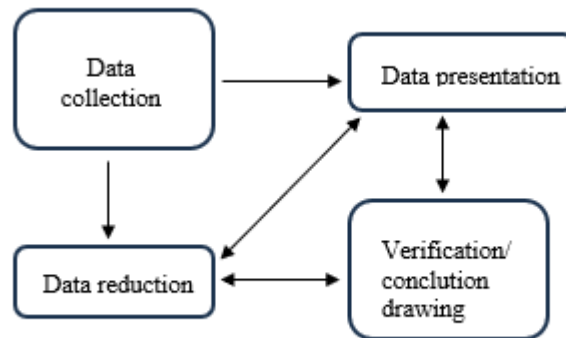 Data
collection
Data presentation
Data reduction
Verification/
conclution
drawing